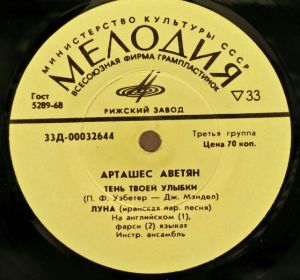 МИНИСТЕРСТВО КУЛЬТУРЫ СССР
МЕЛОДИЯ
ВСЕСОЮЗНАЯ ФИРМА ГРАМПЛАСТИНОК
Гост
5289-68
▽33
РИЖСКИЙ ЗАВОД
33Д-00032644
Третья группа
Цена 70 коп.
АРТАШЕС АВЕТЯН
ТЕНЬ ТВОЕЙ УЛЫБКИ
(П. Ф. Уэбстер — Дж. Мэндел)
ЛУНА (иранская нар. песня)
На английском (1),
фарси (2) языках
Инстр. ансамбль